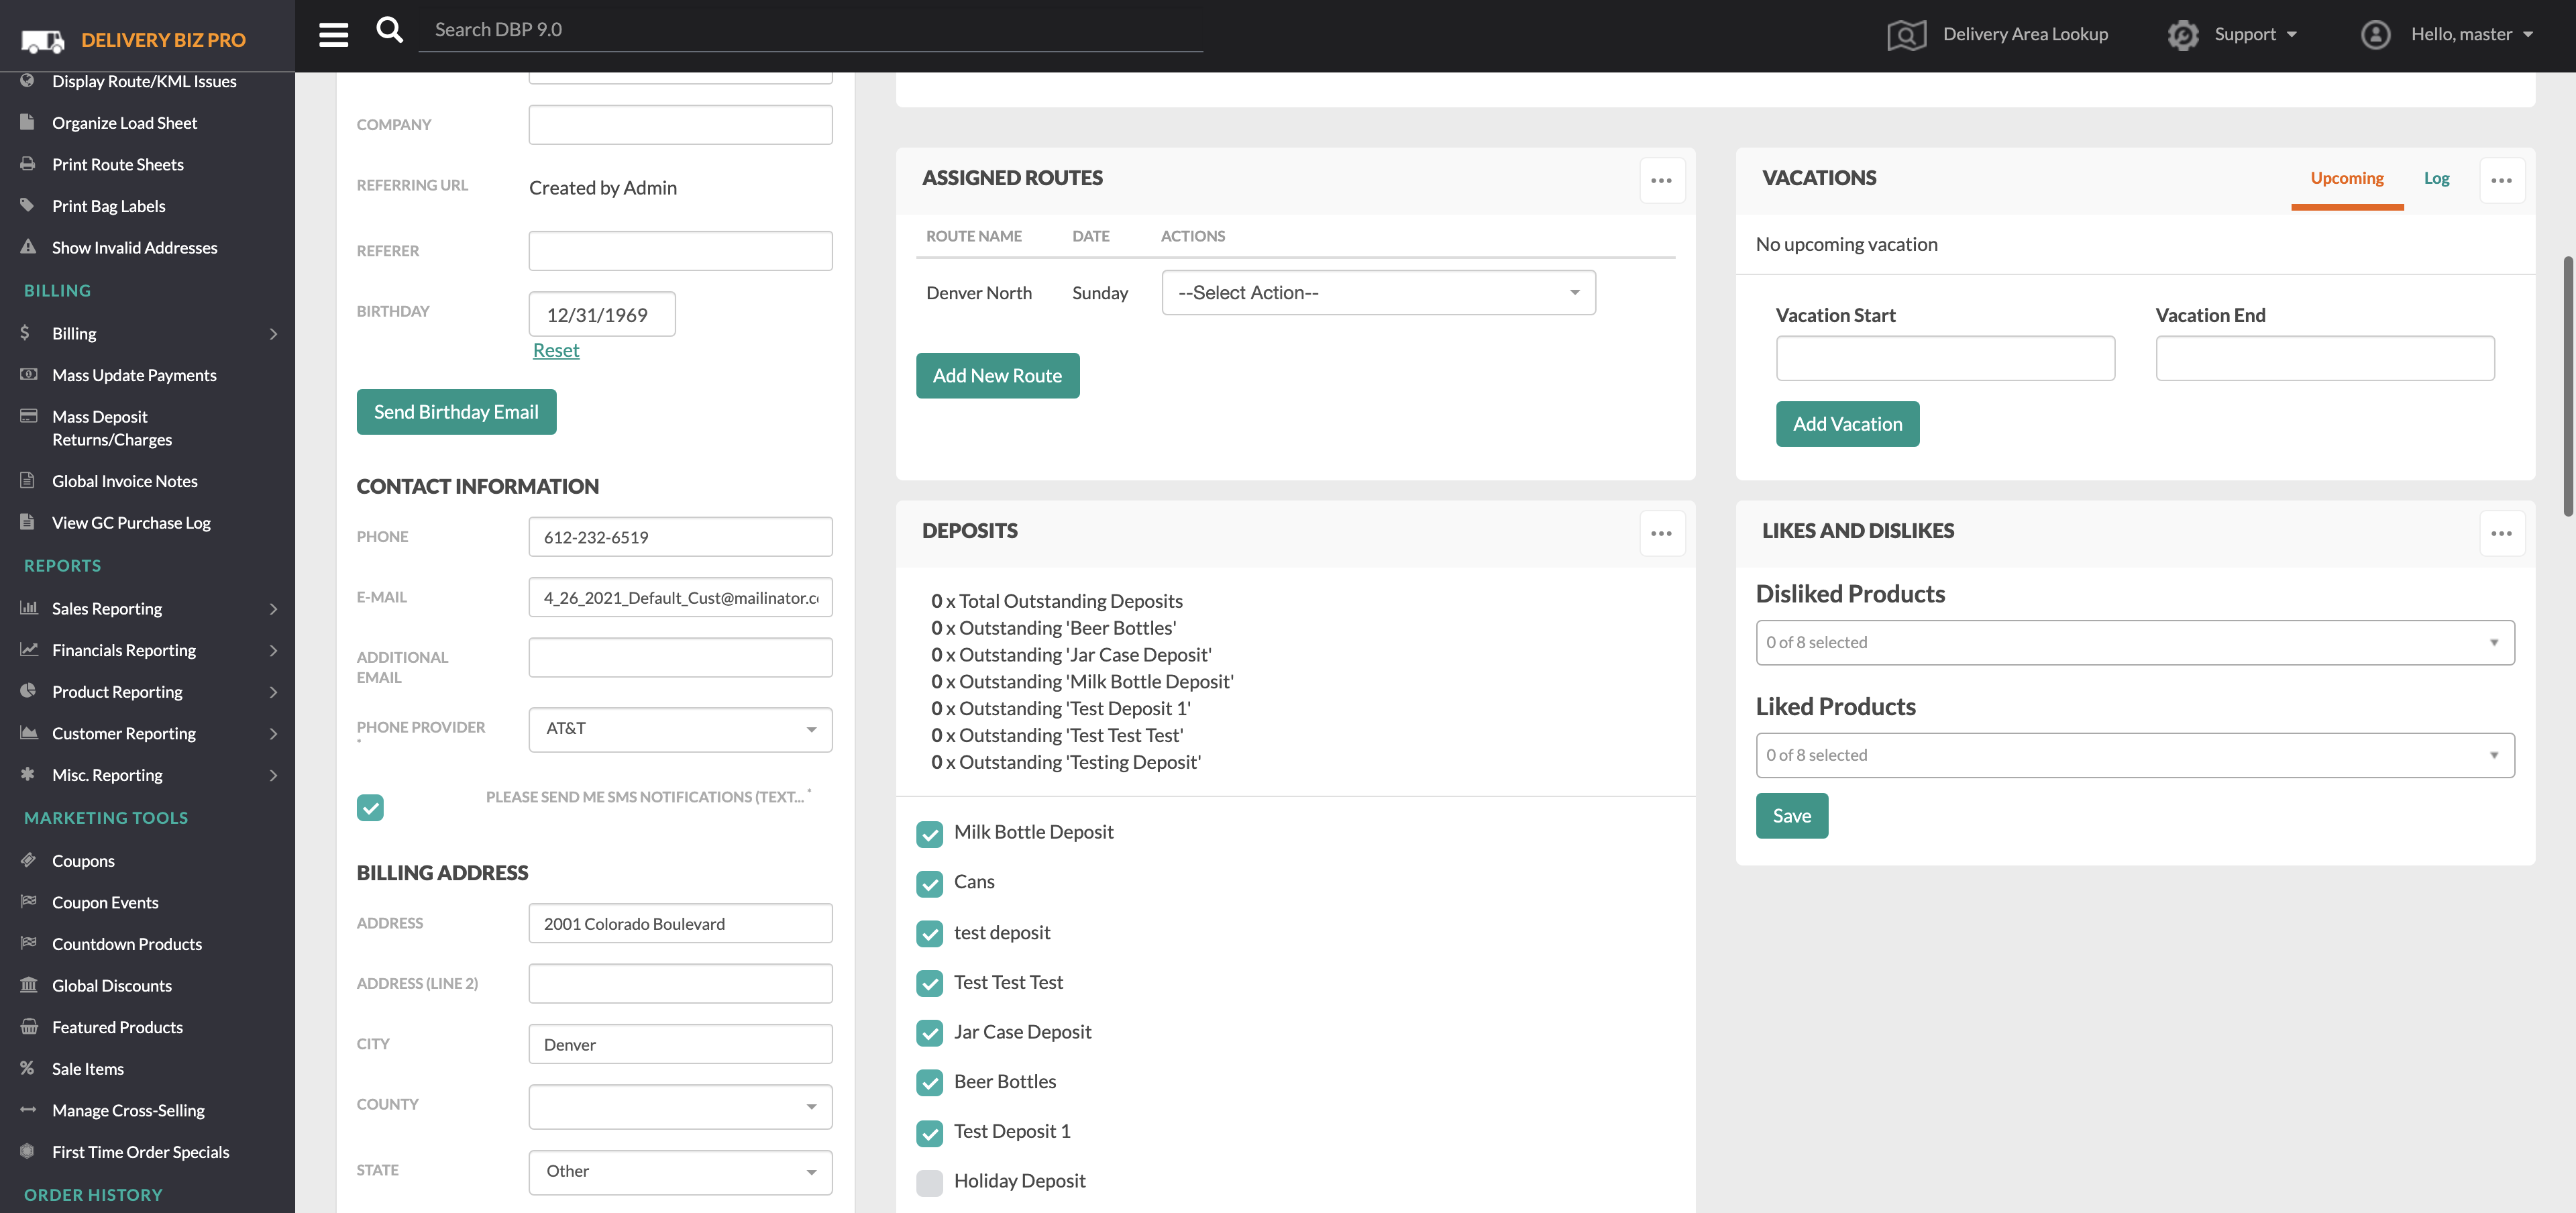 DELIVERY BIZ PRO
Search DBP 9.0
Delivery Area Lookup
Support
Hello, master
Display Route/KML Issues
Organize Load Sheet
Print Route Sheets
Print Bag Labels
Show Invalid Addresses
BILLING
Billing
Mass Update Payments
Mass Deposit
Returns/Charges
Global Invoice Notes
View GC Purchase Log
REPORTS
Sales Reporting
Financials Reporting
Product Reporting
Customer Reporting
Misc. Reporting
MARKETING TOOLS
Coupons
Coupon Events
Countdown Products
Global Discounts
Featured Products
Sale Items
Manage Cross-Selling
First Time Order Specials
ORDER HISTORY
COMPANY
REFERRING URL Created by Admin
REFERER
BIRTHDAY 12/31/1969
Reset
Send Birthday Email
CONTACT INFORMATION
PHONE 612-232-6519
E-MAIL 4_26_2021_Default_Cust@mailinator.c
ADDITIONAL
EMAIL
PHONE PROVIDER AT&T
*
PLEASE SEND ME SMS NOTIFICATIONS (TEXT... *
BILLING ADDRESS
ADDRESS 2001 Colorado Boulevard
ADDRESS (LINE 2)
CITY Denver
COUNTY
STATE Other
ASSIGNED ROUTES
ROUTE NAME DATE ACTIONS
Denver North Sunday --Select Action--
Add New Route
DEPOSITS
0 x Total Outstanding Deposits
0 x Outstanding 'Beer Bottles'
0 x Outstanding 'Jar Case Deposit'
0 x Outstanding 'Milk Bottle Deposit'
0 x Outstanding 'Test Deposit 1'
0 x Outstanding 'Test Test Test'
0 x Outstanding 'Testing Deposit'
Milk Bottle Deposit
Cans
test deposit
Test Test Test
Jar Case Deposit
Beer Bottles
Test Deposit 1
Holiday Deposit
VACATIONS
Upcoming
Log
No upcoming vacation
Vacation Start Vacation End
Add Vacation
LIKES AND DISLIKES
Disliked Products
0 of 8 selected
Liked Products
0 of 8 selected
Save